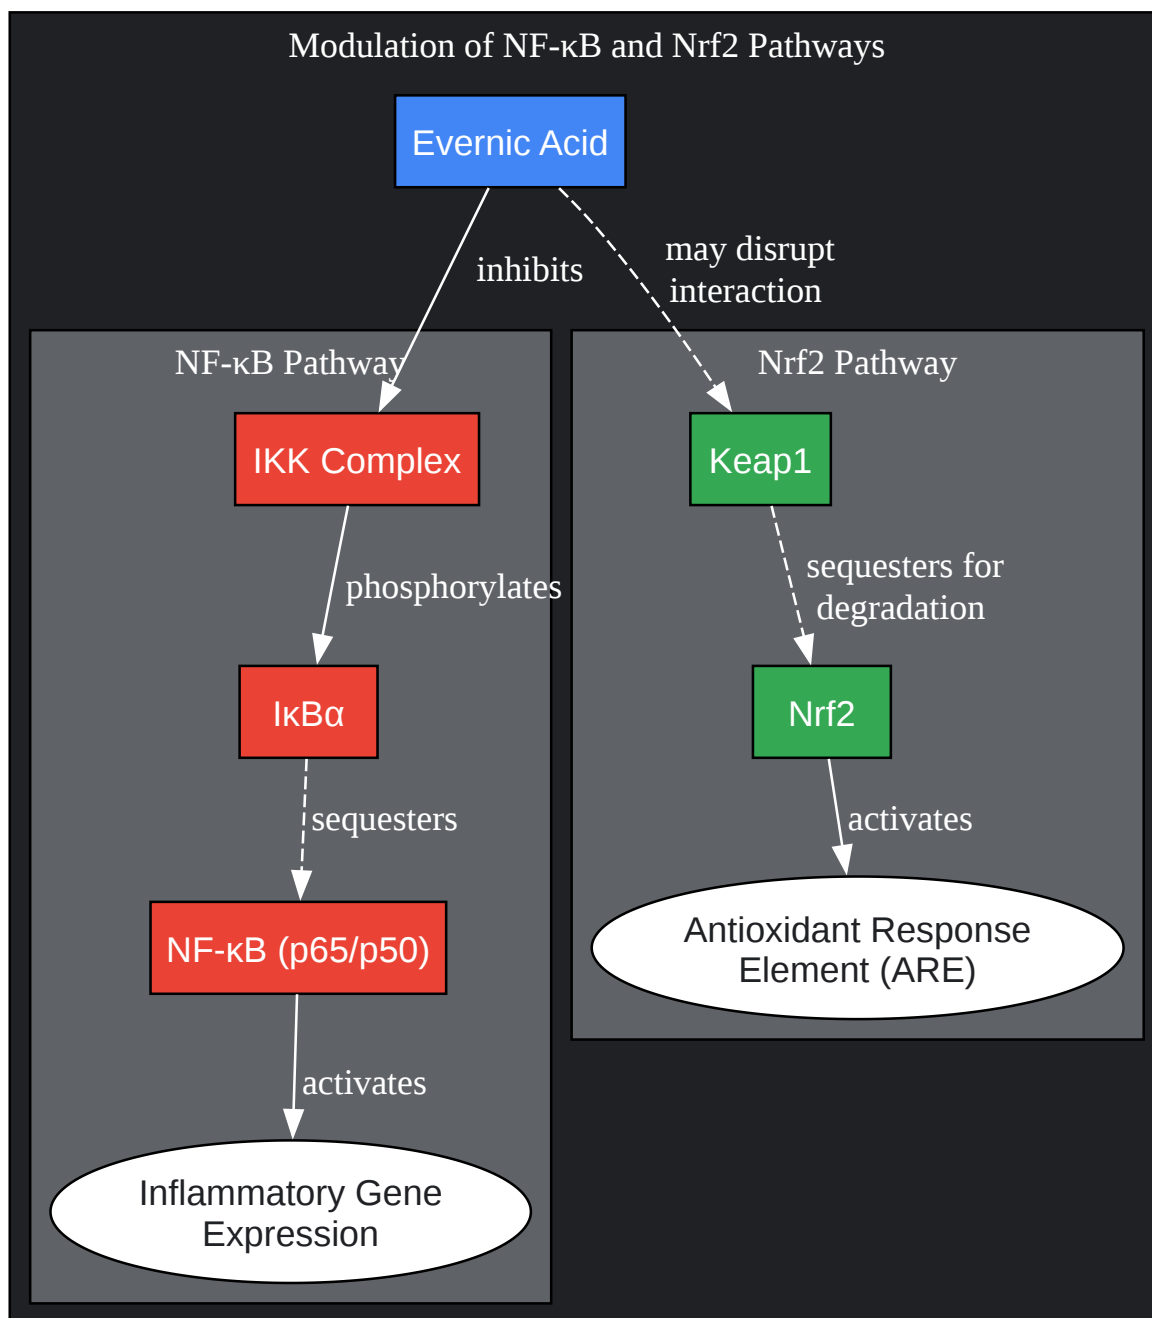 Modulation of NF-κB and Nrf2 Pathways
Evernic Acid
inhibits
may disrupt
interaction
NF-κB Pathway
IKK Complex
phosphorylates
IκBα
sequesters
NF-κB (p65/p50)
activates
Inflammatory Gene
Expression
Nrf2 Pathway
Keap1
sequesters for
degradation
Nrf2
activates
Antioxidant Response
Element (ARE)